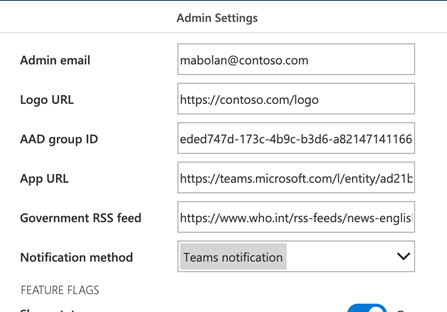 Admin Settings
Admin email mabolan@contoso.com
Logo URL https://contoso.com/logo
AAD group ID eded747d-173c-4b9c-b3d6-a82147141166
App URL https://teams.microsoft.com/l/entity/ad21b
Government RSS feed https://www.who.int/rss-feeds/news-englis
Notification method Teams notification
FEATURE FLAGS